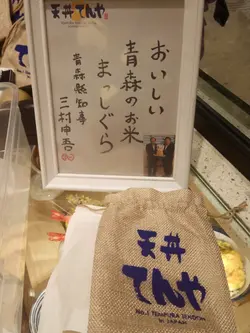 天丼 てんや
おいしい
青森のお米
まっしぐら
青森県知事
三村申吾
天丼
てんや
No.1 TEMPURA TENDON
in JAPAN